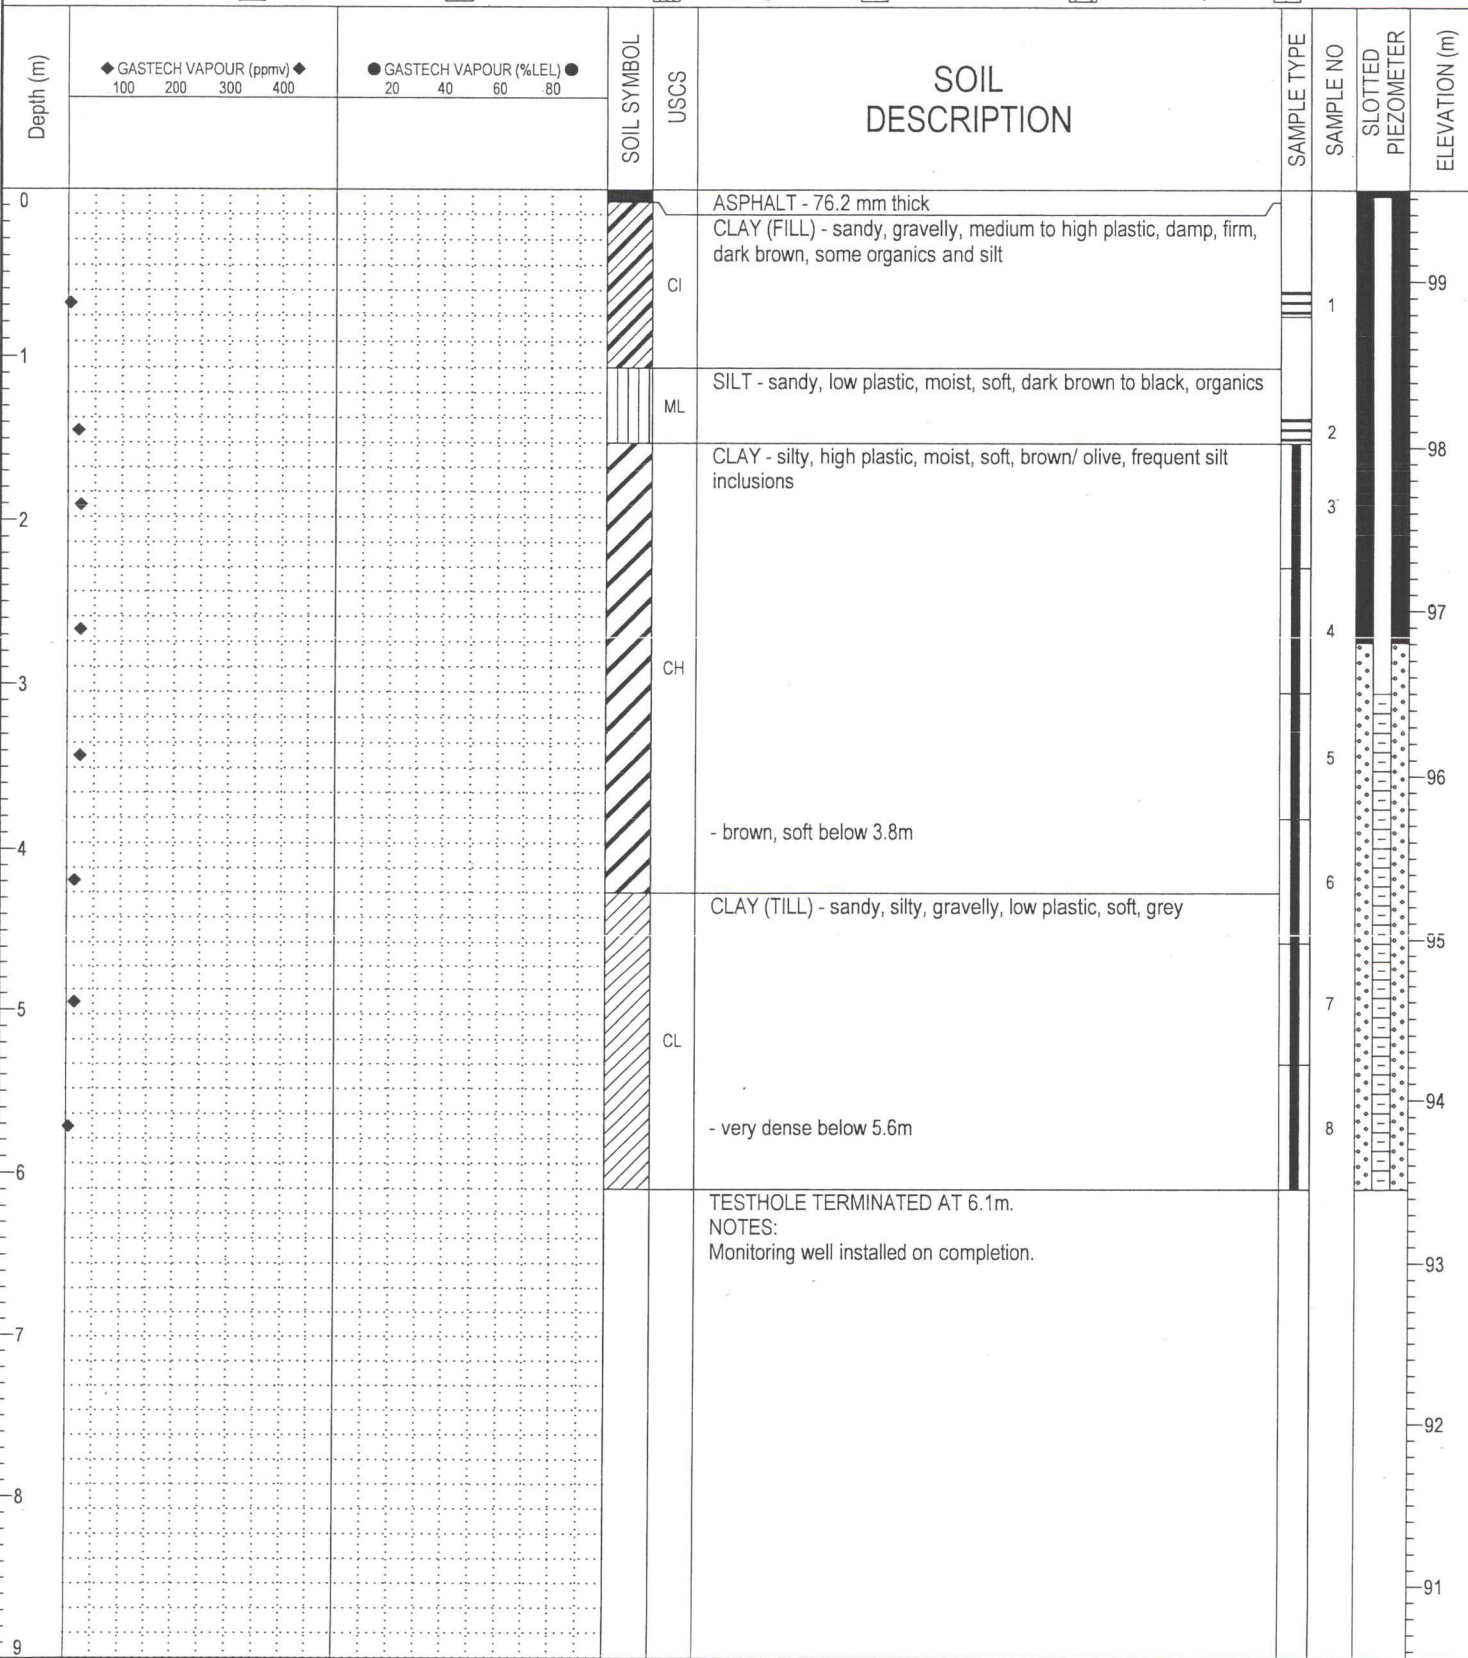 Depth (m)
◆ GASTECH VAPOUR (ppmv) ◆
100 200 300 400
● GASTECH VAPOUR (%LEL) ●
20 40 60 80
SOIL SYMBOL
USCS
SOIL
DESCRIPTION
SAMPLE TYPE
SAMPLE NO
SLOTTED
PIEZOMETER
ELEVATION (m)
0
ASPHALT - 76.2 mm thick
CLAY (FILL) - sandy, gravelly, medium to high plastic, damp, firm,
dark brown, some organics and silt
CI
99
1
1
SILT - sandy, low plastic, moist, soft, dark brown to black, organics
ML
2
98
CLAY - silty, high plastic, moist, soft, brown/ olive, frequent silt
inclusions
3
2
97
4
CH
3
5
96
- brown, soft below 3.8m
4
6
CLAY (TILL) - sandy, silty, gravelly, low plastic, soft, grey
95
7
5
CL
94
- very dense below 5.6m
8
6
TESTHOLE TERMINATED AT 6.1m.
NOTES:
Monitoring well installed on completion.
93
7
92
8
91
9